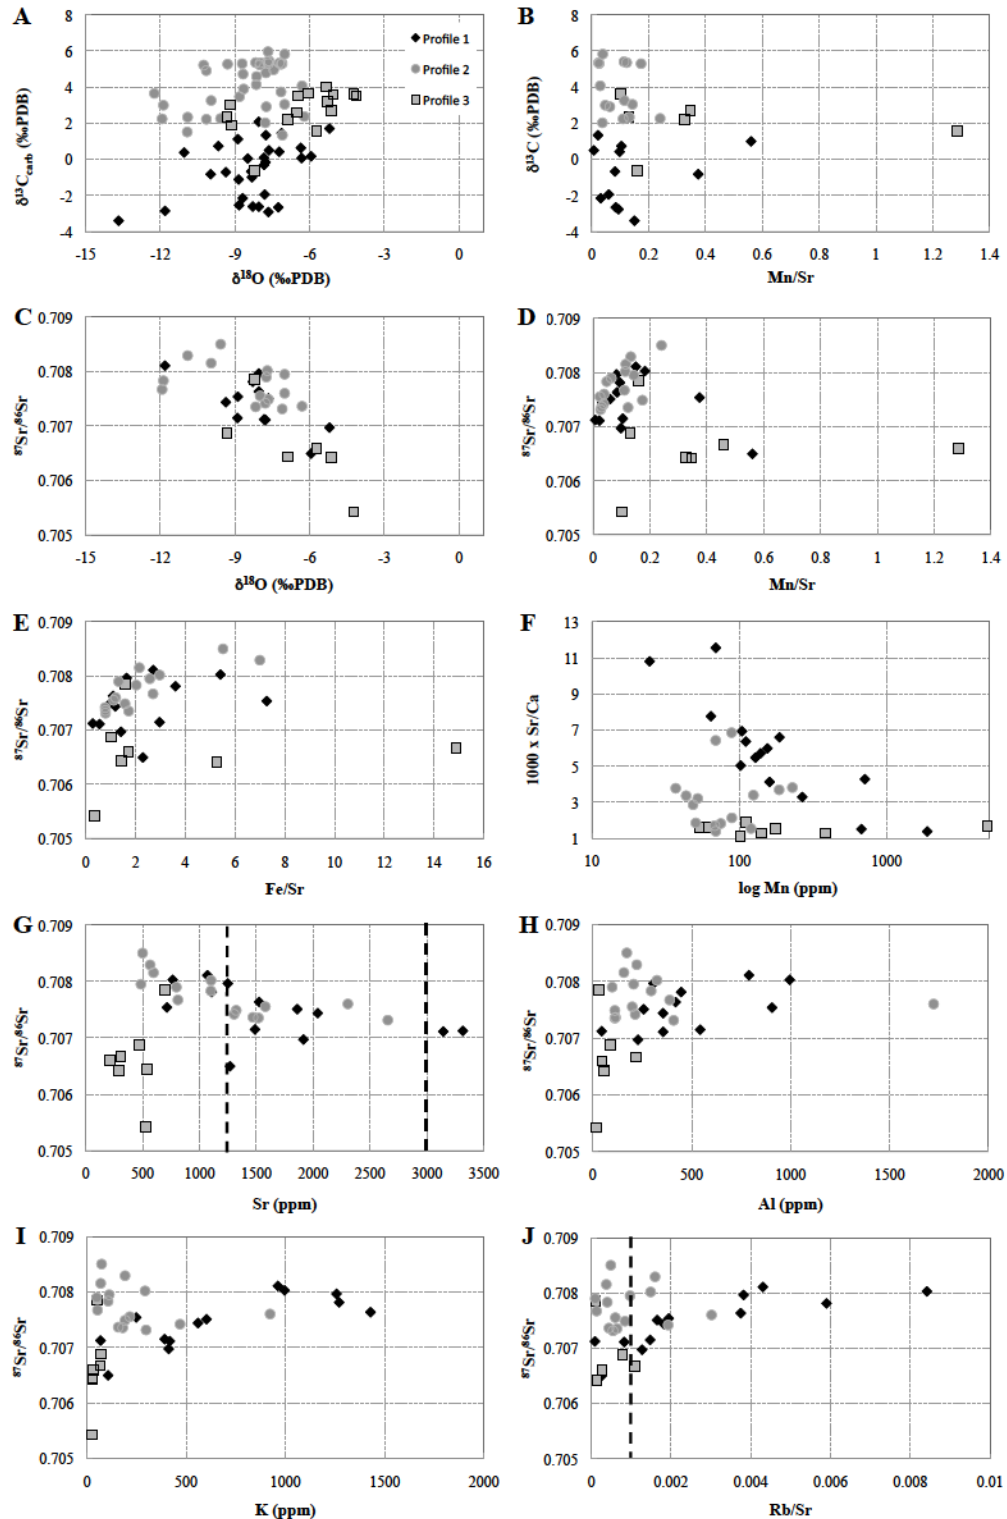 A
8
6
4
2
0
-2
-4
δ13Ccarb (‰PDB)
-15 -12 -9 -6 -3 0
δ18O (‰PDB)
Profile 1
Profile 2
Profile 3
B
8
6
4
2
0
-2
-4
δ13C (‰PDB)
0 0.2 0.4 0.6 0.8 1 1.2 1.4
Mn/Sr
C
0.709
0.708
0.707
0.706
0.705
87Sr/86Sr
-15 -12 -9 -6 -3 0
δ18O (‰PDB)
D
0.709
0.708
0.707
0.706
0.705
87Sr/86Sr
0 0.2 0.4 0.6 0.8 1 1.2 1.4
Mn/Sr
E
0.709
0.708
0.707
0.706
0.705
87Sr/86Sr
0 2 4 6 8 10 12 14 16
Fe/Sr
F
13
11
9
7
5
3
1
1000 x Sr/Ca
10 100 1000
log Mn (ppm)
G
0.709
0.708
0.707
0.706
0.705
87Sr/86Sr
0 500 1000 1500 2000 2500 3000 3500
Sr (ppm)
H
0.709
0.708
0.707
0.706
0.705
87Sr/86Sr
0 500 1000 1500 2000
Al (ppm)
I
0.709
0.708
0.707
0.706
0.705
87Sr/86Sr
0 500 1000 1500 2000
K (ppm)
J
0.709
0.708
0.707
0.706
0.705
87Sr/86Sr
0 0.002 0.004 0.006 0.008 0.01
Rb/Sr